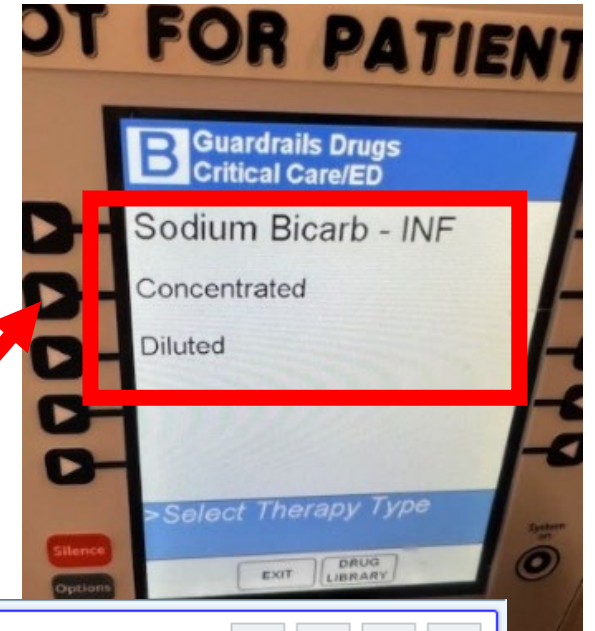 OT FOR PATIENT
B
Guardrails Drugs
Critical Care/ED
Sodium Bicarb - INF
Concentrated
Diluted
>Select Therapy Type
Silence
System on
EXIT
DRUG LIBRARY
Options